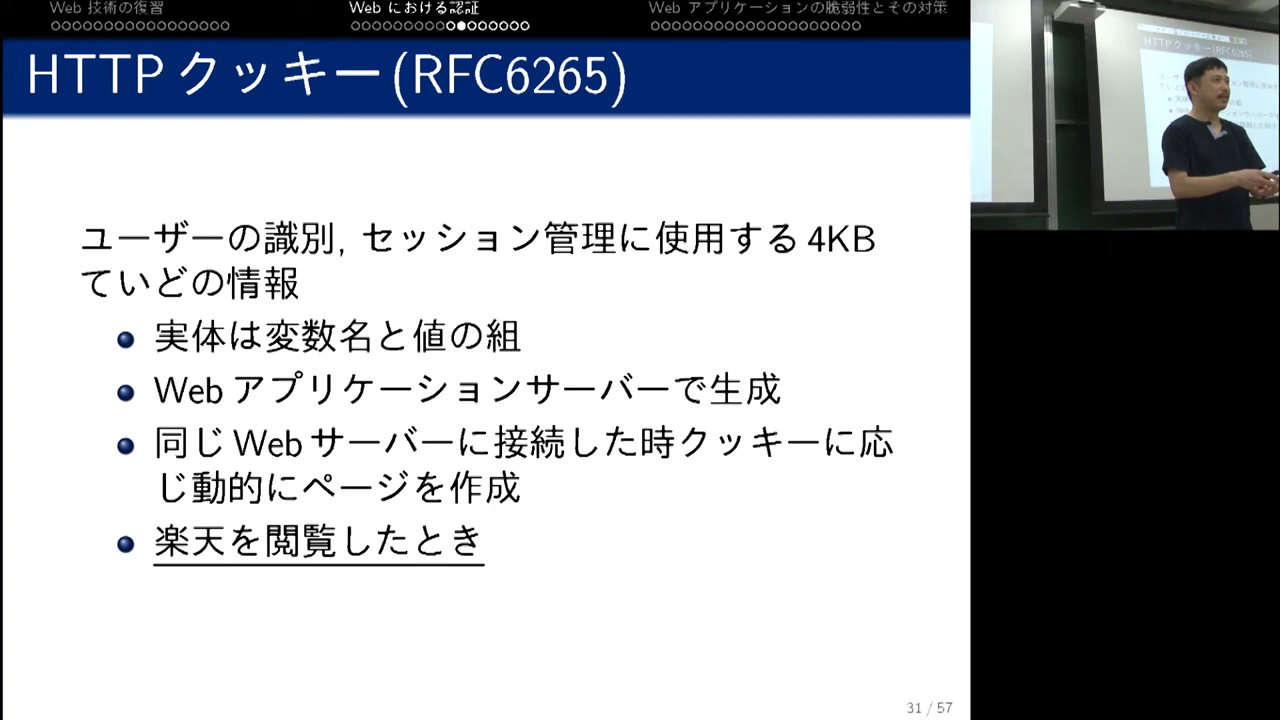 Web 技術の復習
Web における認証
Web アプリケーションの脆弱性とその対策
HTTP クッキー (RFC6265)
ユーザーの識別, セッション管理に使用する 4KB
ていどの情報
実体は変数名と値の組
Web アプリケーションサーバーで生成
同じ Web サーバーに接続した時クッキーに応
じ動的にページを作成
楽天を閲覧したとき
31 / 57
HTTP クッキー (RFC6265)